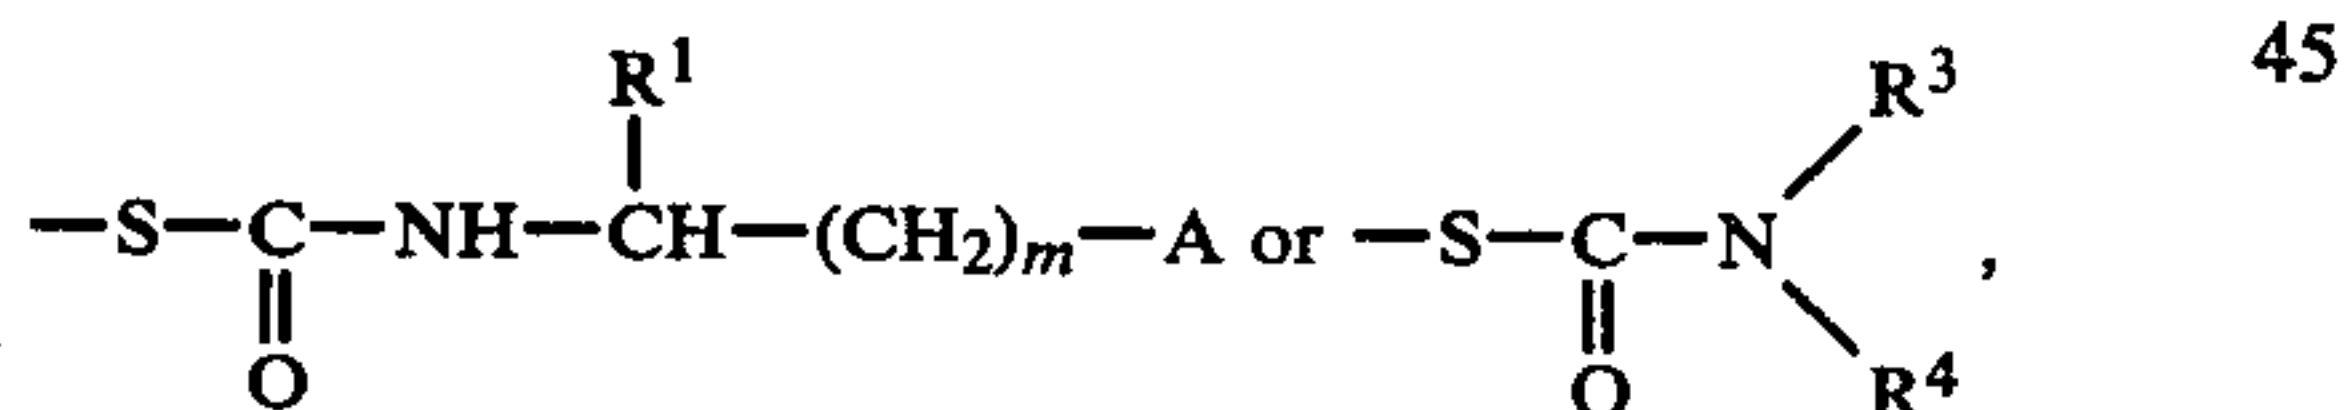 R¹ 45
R³
—S—C—NH—CH—(CH₂)ₘ—A or —S—C—N ,
O O R⁴